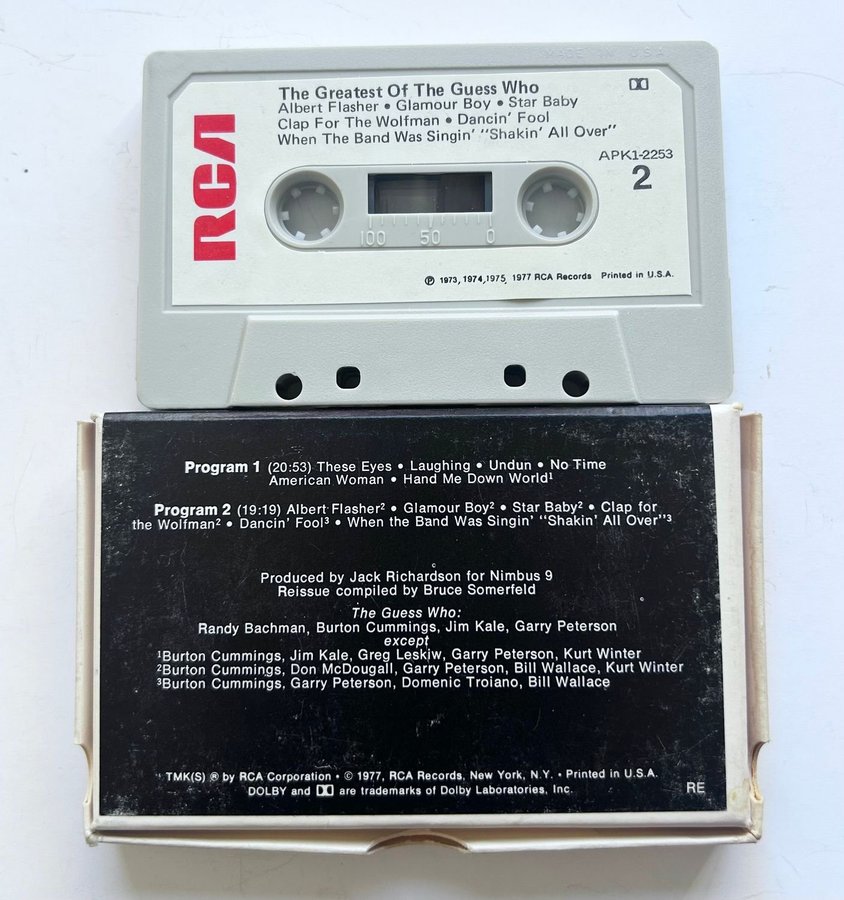 MADE IN U.S.A.
The Greatest Of The Guess Who
Albert Flasher • Glamour Boy • Star Baby
Clap For The Wolfman • Dancin' Fool
When The Band Was Singin' "Shakin' All Over"
RCA
APK1-2253
2
100 50 0
℗ 1973, 1974, 1975, 1977 RCA Records Printed in U.S.A.
Program 1 (20:53) These Eyes • Laughing • Undun • No Time
American Woman • Hand Me Down World¹
Program 2 (19:19) Albert Flasher² • Glamour Boy² • Star Baby² • Clap for
the Wolfman² • Dancin' Fool³ • When the Band Was Singin' "Shakin' All Over"³
Produced by Jack Richardson for Nimbus 9
Reissue compiled by Bruce Somerfeld
The Guess Who:
Randy Bachman, Burton Cummings, Jim Kale, Garry Peterson
except
¹Burton Cummings, Jim Kale, Greg Leskiw, Garry Peterson, Kurt Winter
²Burton Cummings, Don McDougall, Garry Peterson, Bill Wallace, Kurt Winter
³Burton Cummings, Garry Peterson, Domenic Troiano, Bill Wallace
TMK(S) ® by RCA Corporation • © 1977, RCA Records, New York, N.Y. • Printed in U.S.A.
DOLBY and are trademarks of Dolby Laboratories, Inc.
RE